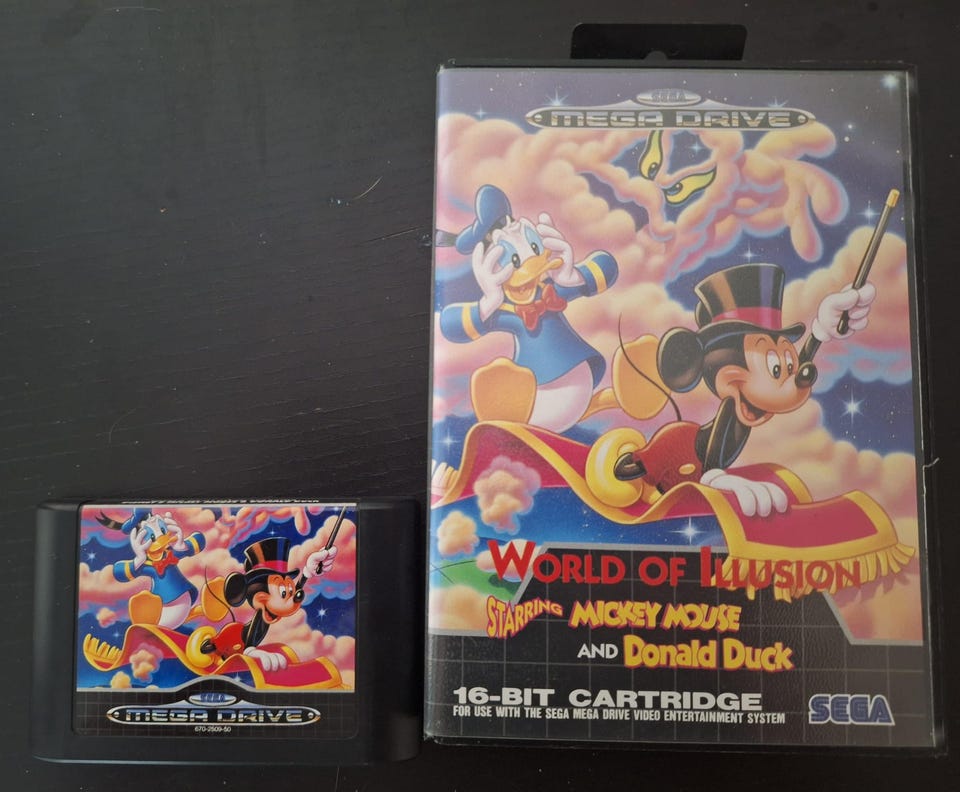 SEGA
MEGA DRIVE
WORLD OF ILLUSION
STARRING MICKEY MOUSE
AND Donald Duck
16-BIT CARTRIDGE
FOR USE WITH THE SEGA MEGA DRIVE VIDEO ENTERTAINMENT SYSTEM
SEGA
SEGA
MEGA DRIVE
670-2509-50